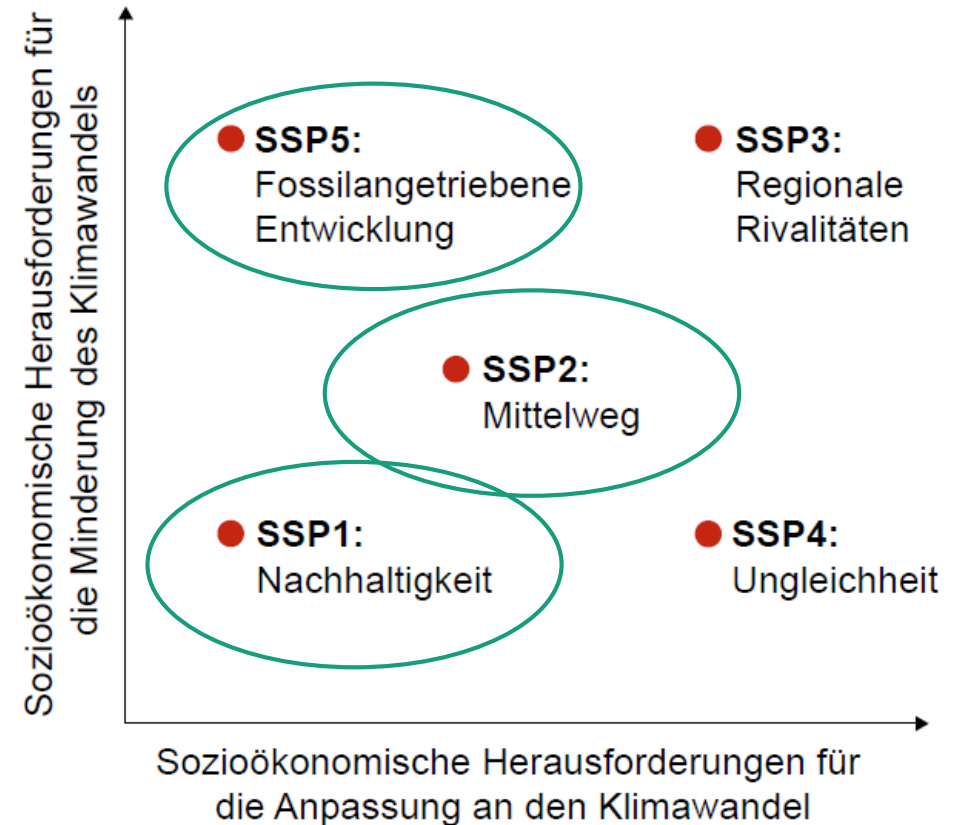 Sozioökonomische Herausforderungen für
die Minderung des Klimawandels
SSP5:
Fossilangetriebene
Entwicklung
SSP3:
Regionale
Rivalitäten
SSP2:
Mittelweg
SSP1:
Nachhaltigkeit
SSP4:
Ungleichheit
Sozioökonomische Herausforderungen für
die Anpassung an den Klimawandel